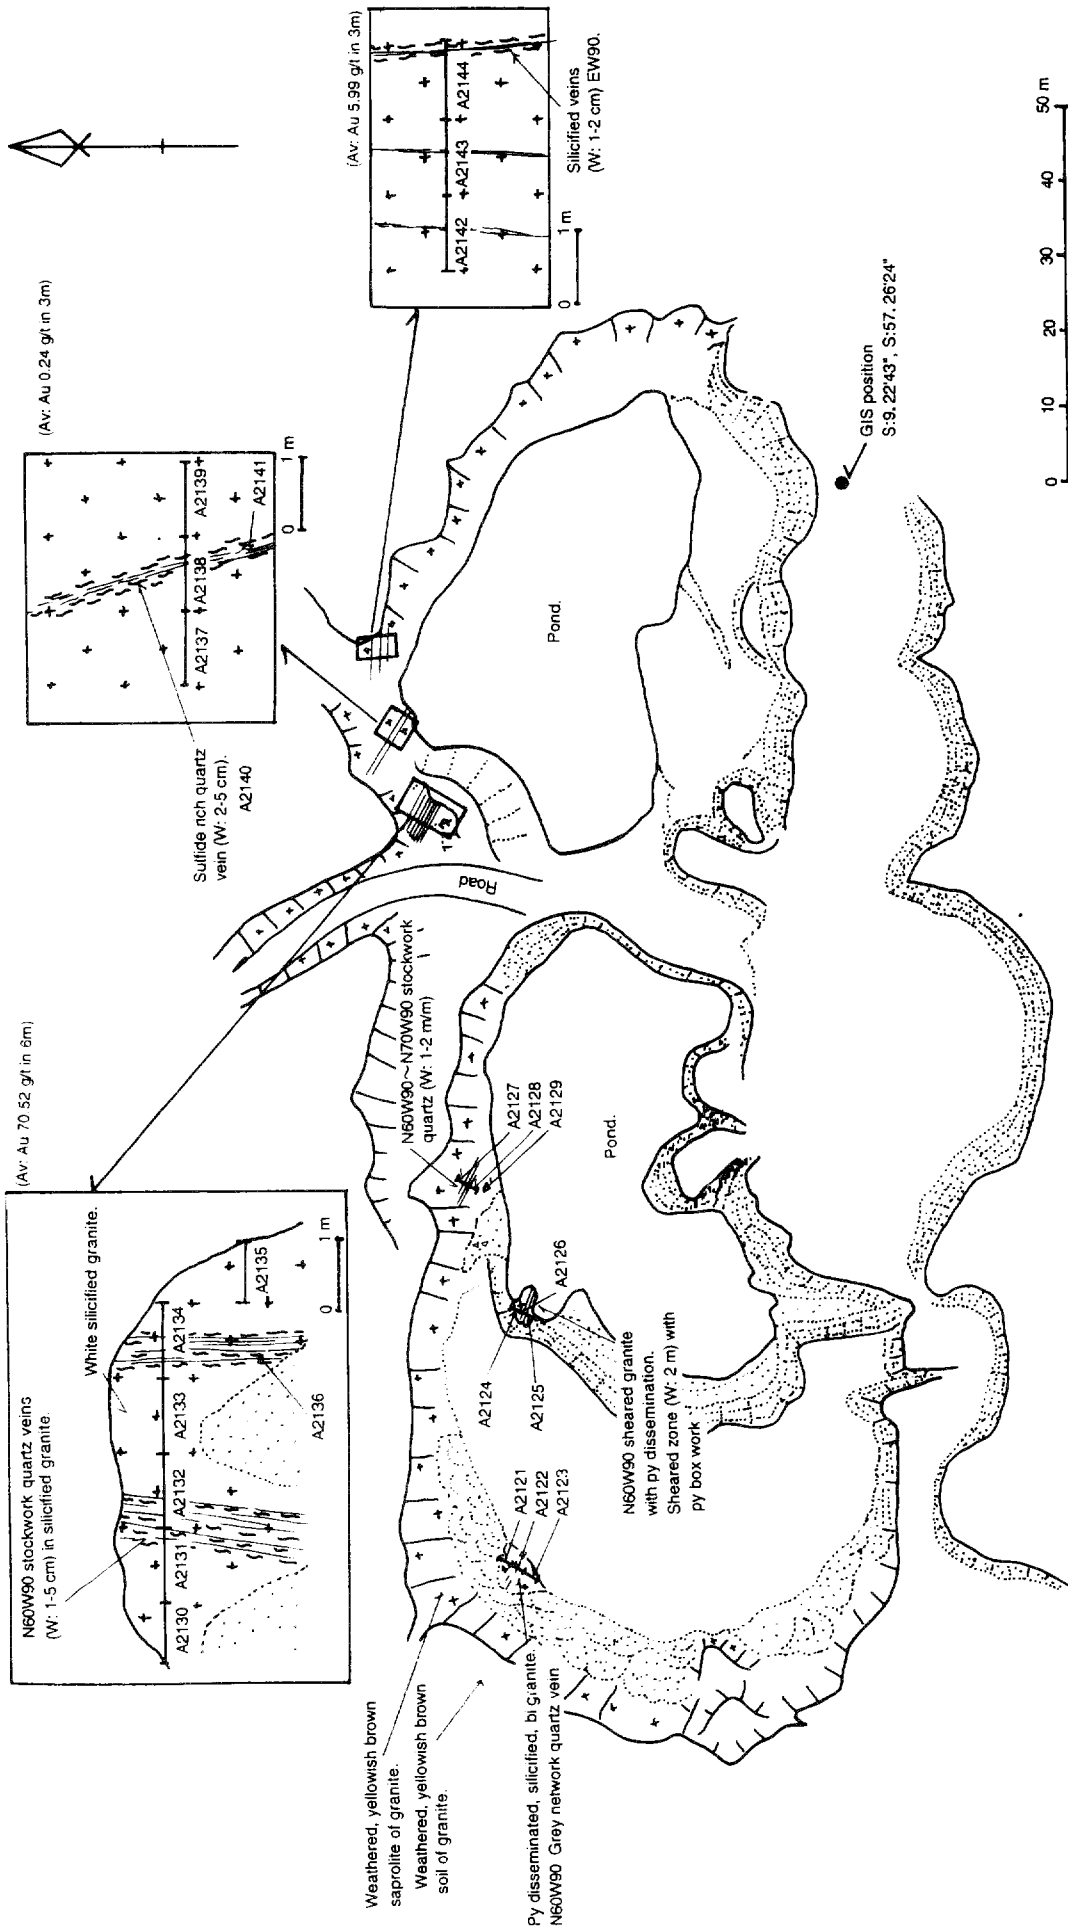 N60W90 stockwork quartz veins
(W: 1-5 cm) in silicified granite.
White silicified granite.
A2130
A2131
A2132
A2133
A2134
A2135
A2136
0
1 m
(Av: Au 70.52 g/t in 6m)
Sulfide rich quartz
vein (W: 2-5 cm).
A2140
A2137
A2138
A2139
A2141
0
1 m
(Av: Au 0.24 g/t in 3m)
(Av: Au 5.99 g/t in 3m)
A2142
A2143
A2144
0
1 m
Silicified veins
(W: 1-2 cm) EW90.
Weathered, yellowish brown
saprolite of granite.
Weathered, yellowish brown
soil of granite.
Py disseminated, silicified, bi granite.
N60W90 Grey network quartz vein
A2121
A2122
A2123
A2124
A2125
A2126
N60W90 sheared granite
with py dissemination.
Sheared zone (W: 2 m) with
py box work
N60W90~N70W90 stockwork
quartz (W: 1-2 m/m)
A2127
A2128
A2129
Road
Pond.
Pond.
GIS position
S:9. 22'43", S:57. 26'24"
0
10
20
30
40
50 m